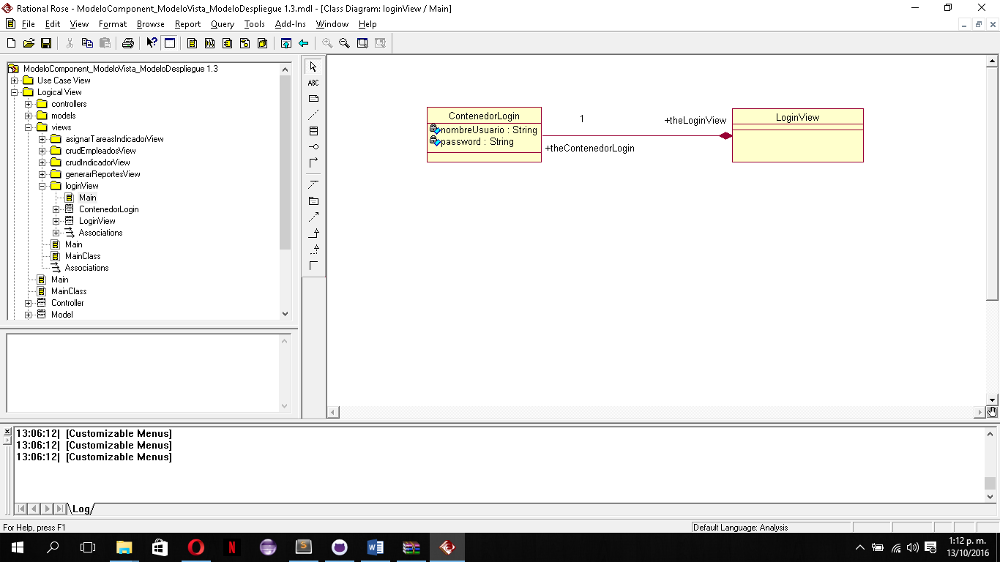 Rational Rose - ModeloComponent_ModeloVista_ModeloDespliegue 1.3.mdl - [Class Diagram: loginView / Main]
File Edit View Format Browse Report Query Tools Add-Ins Window Help
ModeloComponent_ModeloVista_ModeloDespliegue 1.3
Use Case View
Logical View
controllers
models
views
asignarTareasIndicadorView
crudEmpleadosView
crudIndicadorView
generarReportesView
loginView
Main
ContenedorLogin
LoginView
Associations
Main
MainClass
Associations
Main
MainClass
Controller
Model
ABC
ContenedorLogin
nombreUsuario : String
password : String
1
+theLoginView
+theContenedorLogin
LoginView
13:06:12| [Customizable Menus]
13:06:12| [Customizable Menus]
13:06:12| [Customizable Menus]
Log
For Help, press F1
Default Language: Analysis
1:12 p. m.
13/10/2016